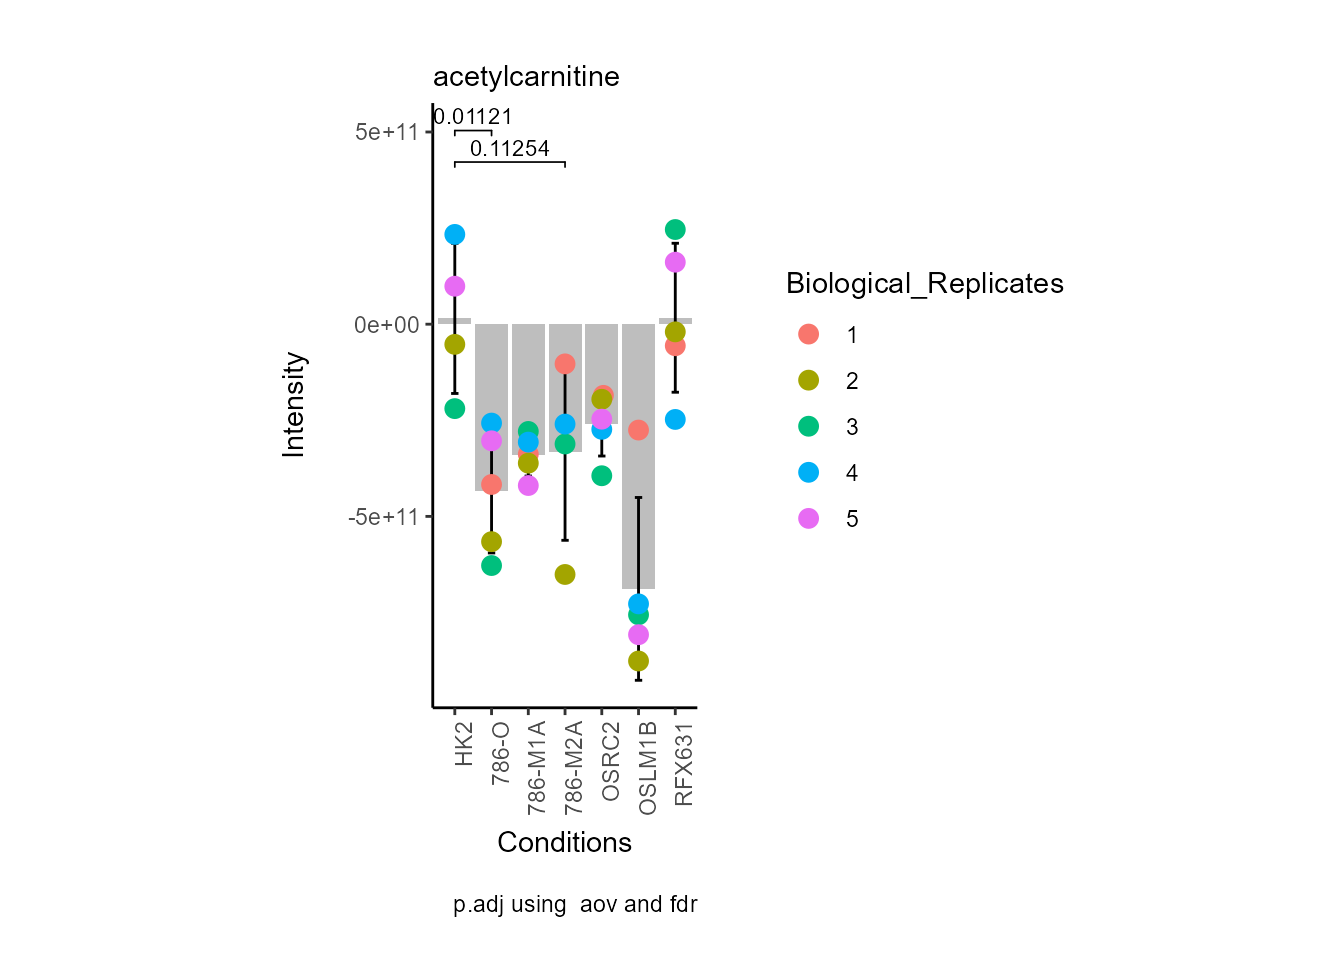 acetylcarnitine
0.01121
5e+11
0.11254
0e+00
-5e+11
Intensity
HK2
786-O
786-M1A
786-M2A
OSRC2
OSLM1B
RFX631
Conditions
p.adj using  aov and fdr
Biological_Replicates
1
2
3
4
5